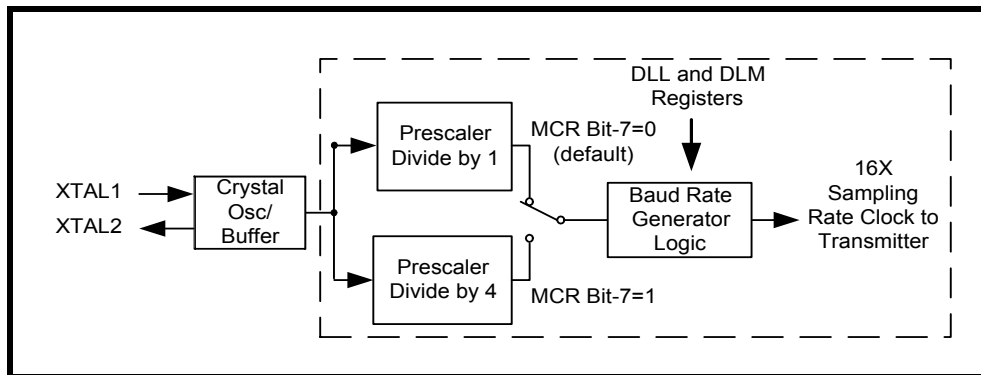 XTAL1
XTAL2
Crystal
Osc/
Buffer
Prescaler
Divide by 1
Prescaler
Divide by 4
MCR Bit-7=0
(default)
MCR Bit-7=1
DLL and DLM
Registers
Baud Rate
Generator
Logic
16X
Sampling
Rate Clock to
Transmitter